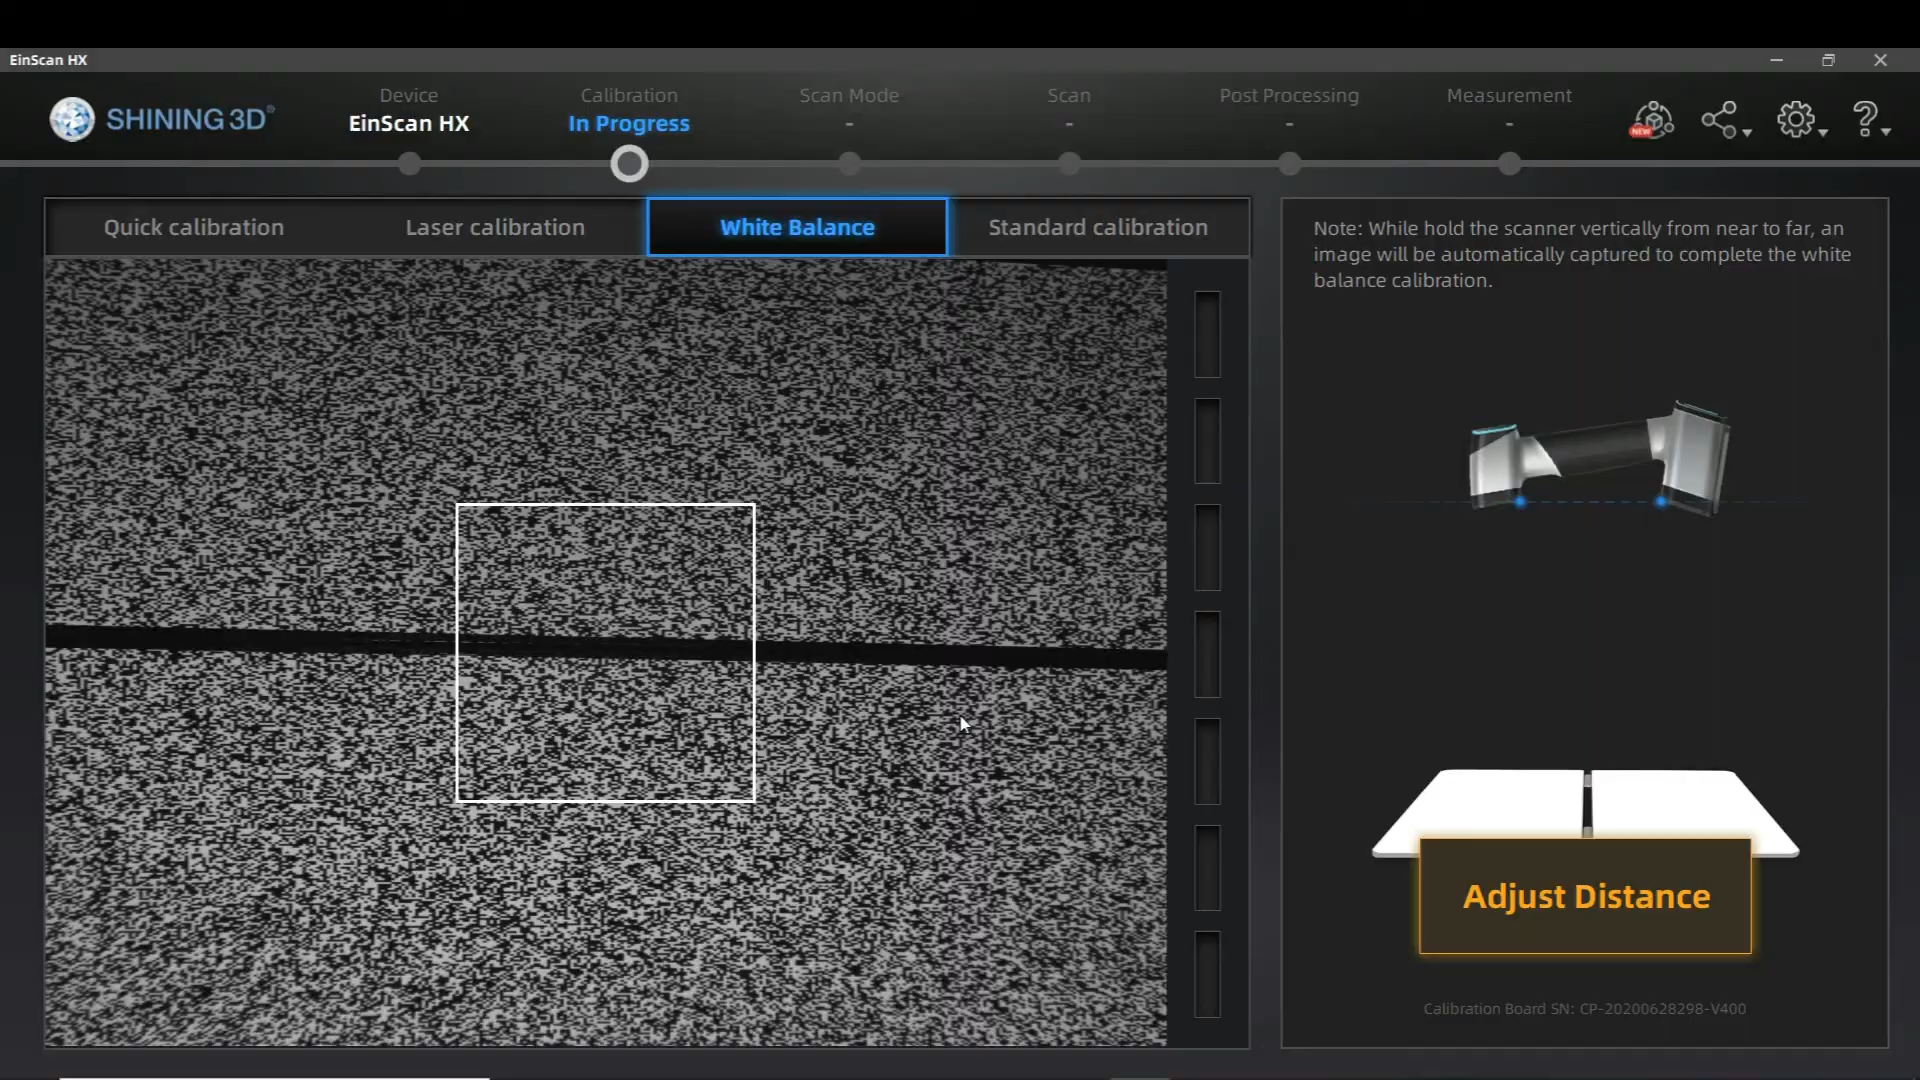 EinScan HX
SHINING 3D®
Device
EinScan HX
Calibration
In Progress
Scan Mode
-
Scan
-
Post Processing
-
Measurement
-
NEW
?
Quick calibration
Laser calibration
White Balance
Standard calibration
Note: While hold the scanner vertically from near to far, an
image will be automatically captured to complete the white
balance calibration.
Adjust Distance
Calibration Board SN: CP-20200628298-V400